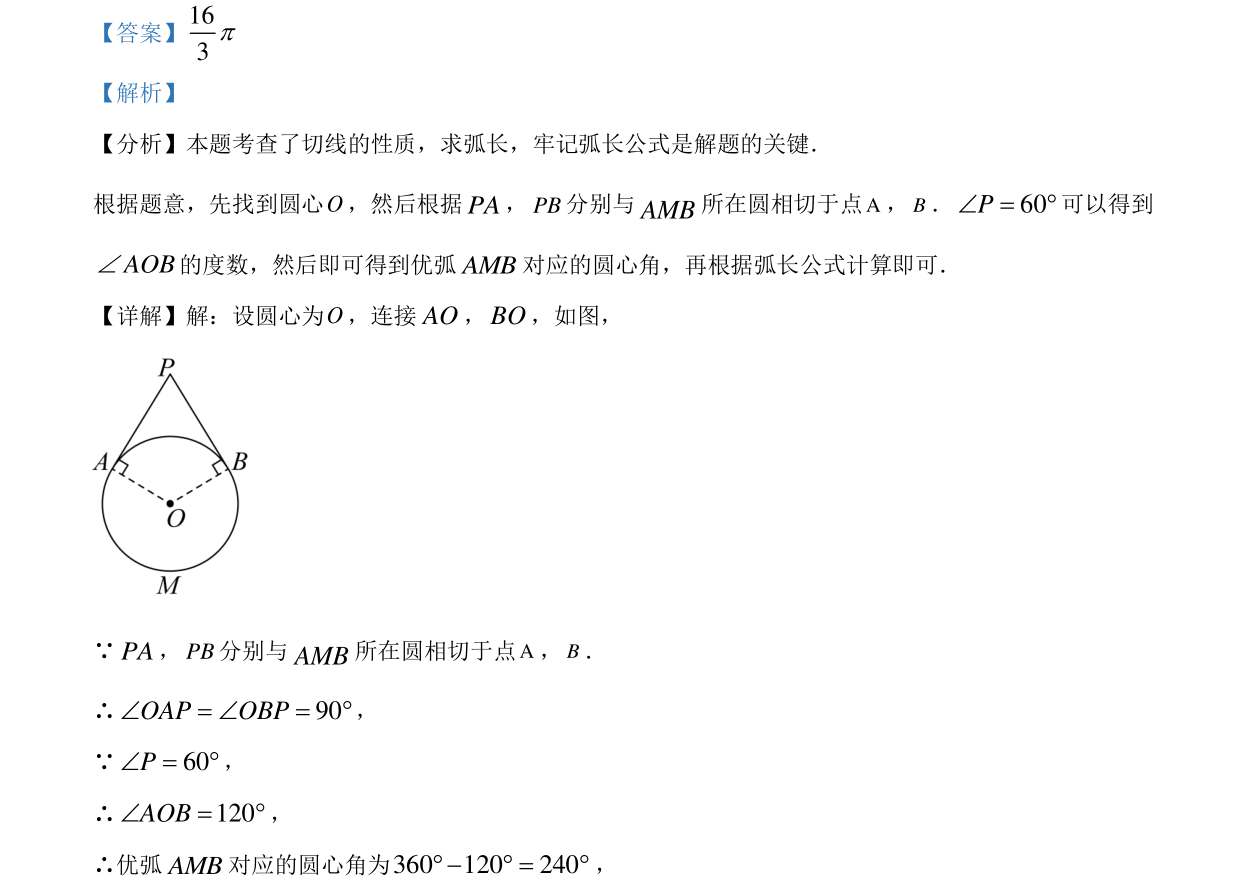 【答案】16/3 π
【解析】
【分析】本题考查了切线的性质，求弧长，牢记弧长公式是解题的关键．
根据题意，先找到圆心O，然后根据PA，PB分别与AMB所在圆相切于点A，B．∠P=60°可以得到
∠AOB的度数，然后即可得到优弧AMB对应的圆心角，再根据弧长公式计算即可．
【详解】解：设圆心为O，连接AO，BO，如图，
P
A
B
O
M
∵PA，PB分别与AMB所在圆相切于点A，B．
∴∠OAP=∠OBP=90°，
∵∠P=60°，
∴∠AOB=120°，
∴优弧AMB对应的圆心角为360°−120°=240°，